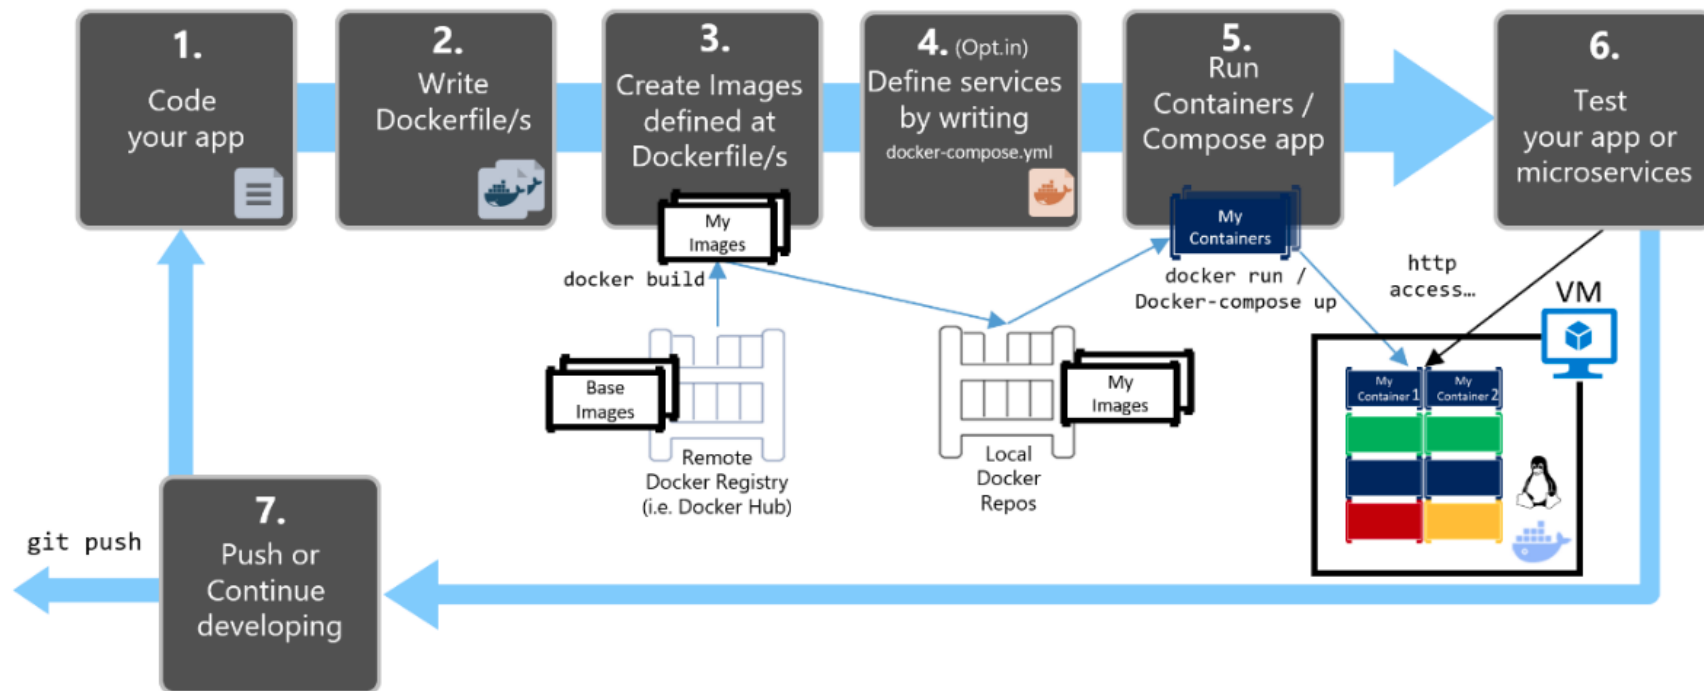 1.
Code
your app
2.
Write
Dockerfile/s
3.
Create Images
defined at
Dockerfile/s
My
Images
4. (Opt.in)
Define services
by writing
docker-compose.yml
5.
Run
Containers /
Compose app
My
Containers
6.
Test
your app or
microservices
docker build
docker run /
Docker-compose up
http
access…
VM
Base
Images
Remote
Docker Registry
(i.e. Docker Hub)
My
Images
Local
Docker
Repos
My
Container 1
My
Container 2
7.
Push or
Continue
developing
git push